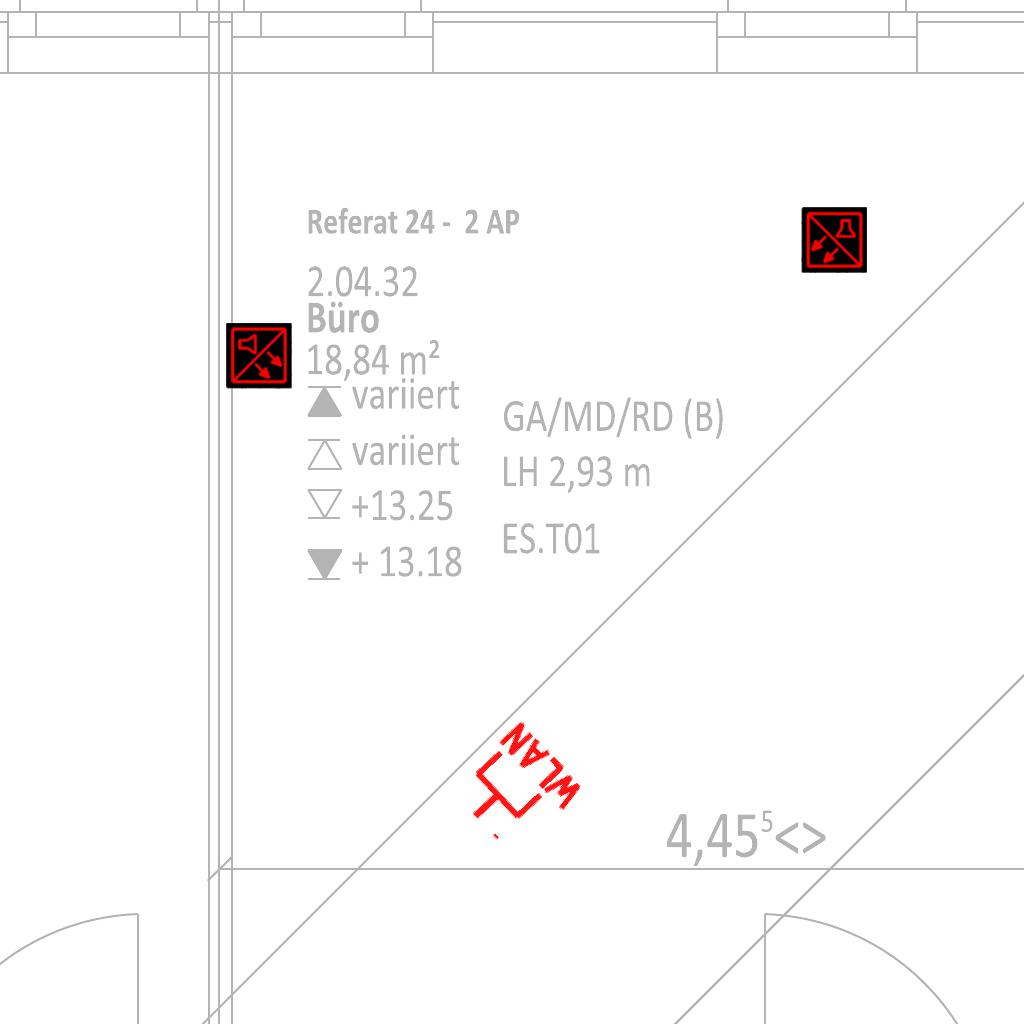 Referat 24 - 2 AP
2.04.32
Büro
18,84 m²
variiert
variiert
+13.25
+ 13.18
GA/MD/RD (B)
LH 2,93 m
ES.T01
WLAN
4,45⁵<>